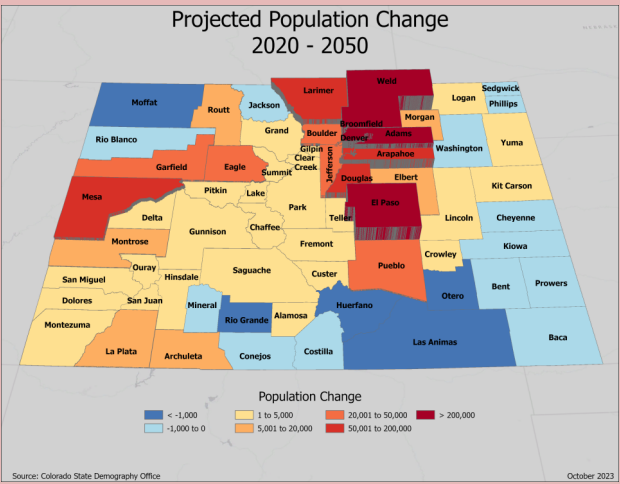 Projected Population Change
2020 - 2050
Moffat
Routt
Jackson
Larimer
Weld
Logan
Sedgwick
Phillips
Rio Blanco
Grand
Boulder
Broomfield
Morgan
Adams
Denver
Washington
Yuma
Garfield
Eagle
Gilpin
Clear
Creek
Summit
Jefferson
Arapahoe
Mesa
Pitkin
Lake
Park
Douglas
Elbert
Kit Carson
Delta
Gunnison
Chaffee
Teller
El Paso
Lincoln
Cheyenne
Montrose
Fremont
Kiowa
Ouray
San Miguel
Hinsdale
Saguache
Custer
Pueblo
Crowley
Dolores
San Juan
Mineral
Huerfano
Otero
Bent
Prowers
Montezuma
Rio Grande
Alamosa
La Plata
Archuleta
Conejos
Costilla
Las Animas
Baca
Population Change
< -1,000
1 to 5,000
20,001 to 50,000
> 200,000
-1,000 to 0
5,001 to 20,000
50,001 to 200,000
Source: Colorado State Demography Office
October 2023